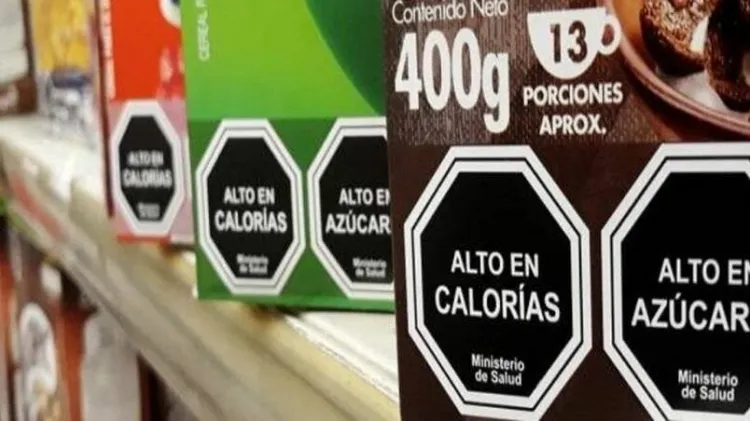 ALTO EN
CALORÍAS
CEREAL
ALTO EN
CALORÍAS
Ministerio
de Salud
ALTO EN
AZÚCAR
Ministerio
de Salud
Contenido Neto
400g
13
PORCIONES
APROX.
ALTO EN
CALORÍAS
Ministerio
de Salud
ALTO EN
AZÚCAR
Ministerio
de Salud